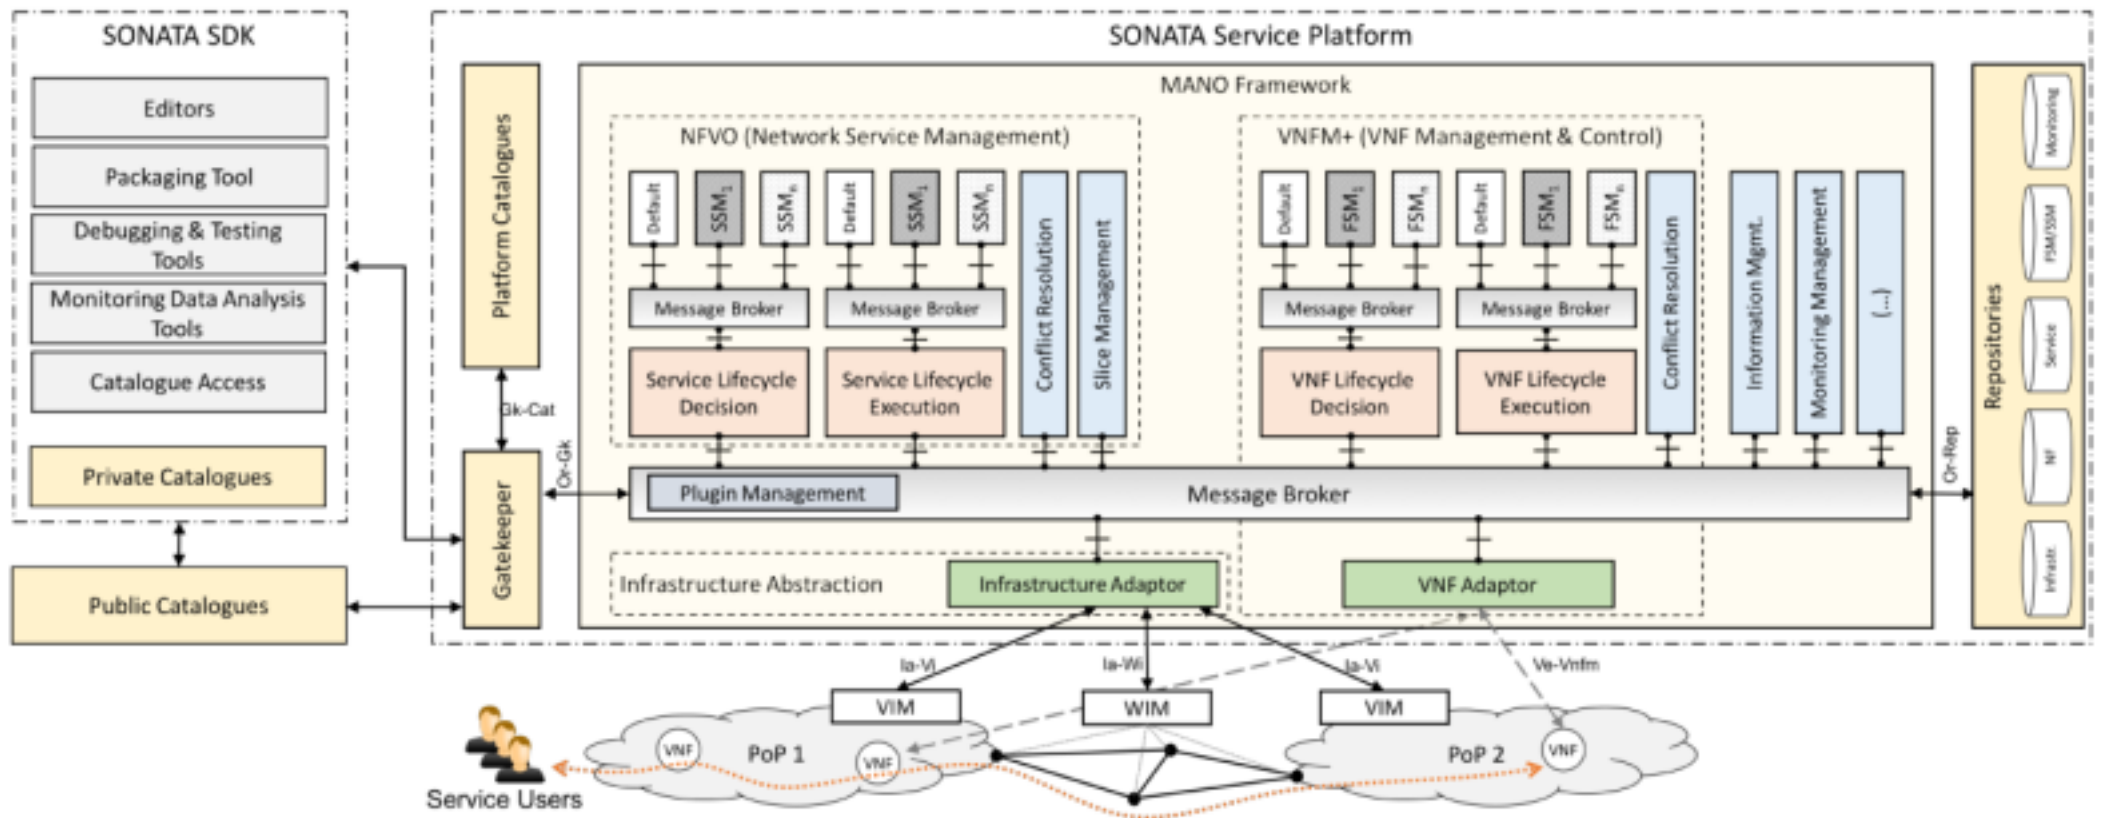 SONATA SDK
Editors
Packaging Tool
Debugging & Testing
Tools
Monitoring Data Analysis
Tools
Catalogue Access
Private Catalogues
Public Catalogues
SONATA Service Platform
Platform Catalogues
Gk-Cat
Gatekeeper
Or-Gk
MANO Framework
NFVO (Network Service Management)
Default
SSM1
SSMn
Default
SSM1
SSMn
Message Broker
Message Broker
Service Lifecycle
Decision
Service Lifecycle
Execution
Conflict Resolution
Slice Management
VNFM+ (VNF Management & Control)
Default
FSM1
FSMn
Default
FSM1
FSMn
Message Broker
Message Broker
VNF Lifecycle
Decision
VNF Lifecycle
Execution
Conflict Resolution
Information Mgmt.
Monitoring Management
(...)
Plugin Management
Message Broker
Infrastructure Abstraction
Infrastructure Adaptor
VNF Adaptor
Or-Rep
Repositories
Monitoring
FSM/SSM
Service
NF
Infrastr.
Ia-Vi
Ia-Wi
Ia-Vi
Ve-Vnfm
VIM
WIM
VIM
VNF
PoP 1
VNF
PoP 2
VNF
Service Users